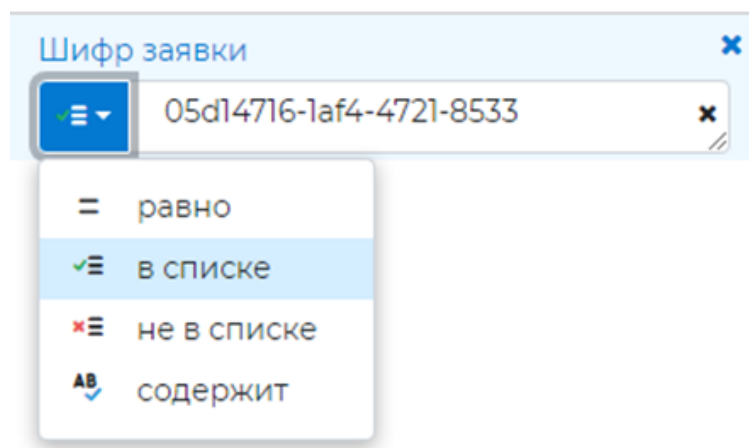 Шифр заявки
05d14716-1af4-4721-8533
равно
в списке
не в списке
AB
содержит